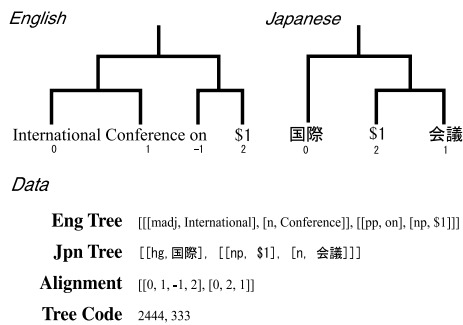 English Japanese
International Conference on $1 国際 $1 会議
0 1 -1 2 0 2 1
Data
Eng Tree [[[madj, International], [n, Conference]], [[pp, on], [np, $1]]]
Jpn Tree [[hg, 国際], [[np, $1], [n, 会議]]]
Alignment [[0, 1, -1, 2], [0, 2, 1]]
Tree Code 2444, 333